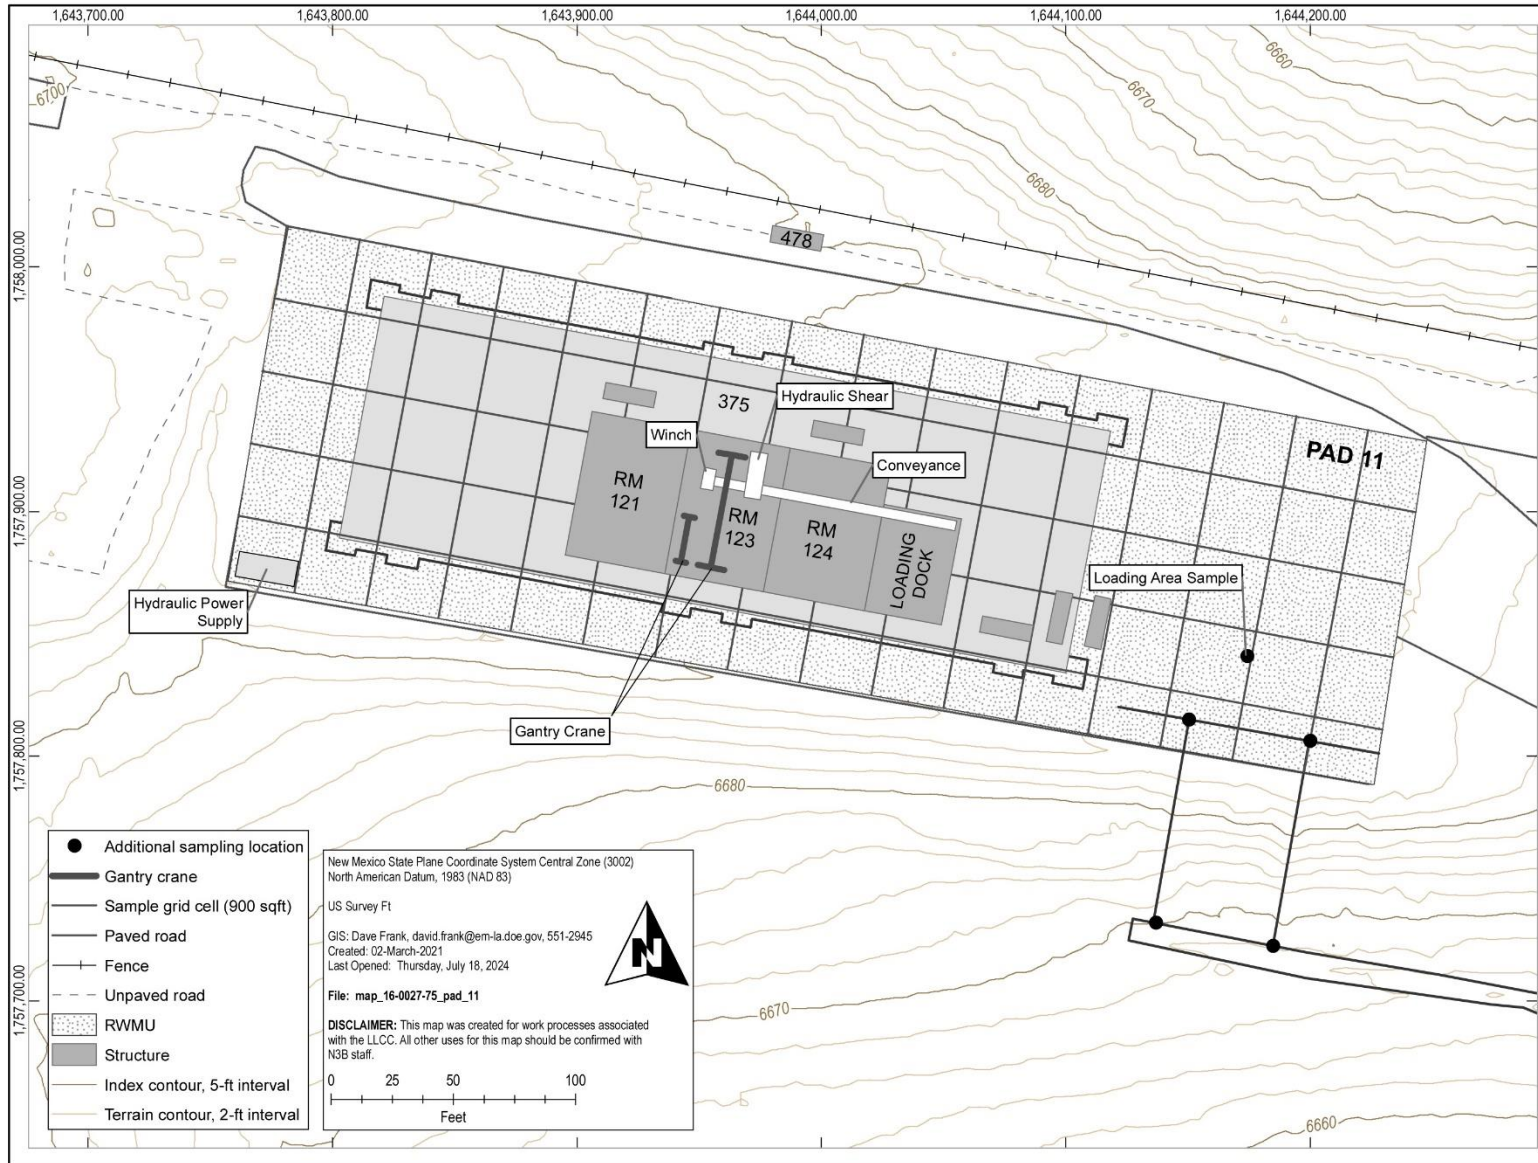 1,643,700.00
1,643,800.00
1,643,900.00
1,644,000.00
1,644,100.00
1,644,200.00
6700
6660
6670
6680
1,758,000.00
478
375
Hydraulic Shear
Winch
Conveyance
PAD 11
RM
121
RM
123
RM
124
LOADING
DOCK
1,757,900.00
Loading Area Sample
Hydraulic Power
Supply
Gantry Crane
1,757,800.00
6680
1,757,700.00
6670
6660
Additional sampling location
Gantry crane
Sample grid cell (900 sqft)
Paved road
Fence
Unpaved road
RWMU
Structure
Index contour, 5-ft interval
Terrain contour, 2-ft interval
New Mexico State Plane Coordinate System Central Zone (3002)
North American Datum, 1983 (NAD 83)
US Survey Ft
GIS: Dave Frank, david.frank@em-la.doe.gov, 551-2945
Created: 02-March-2021
Last Opened: Thursday, July 18, 2024
File: map_16-0027-75_pad_11
DISCLAIMER: This map was created for work processes associated
with the LLCC. All other uses for this map should be confirmed with
N3B staff.
N
0 25 50 100
Feet